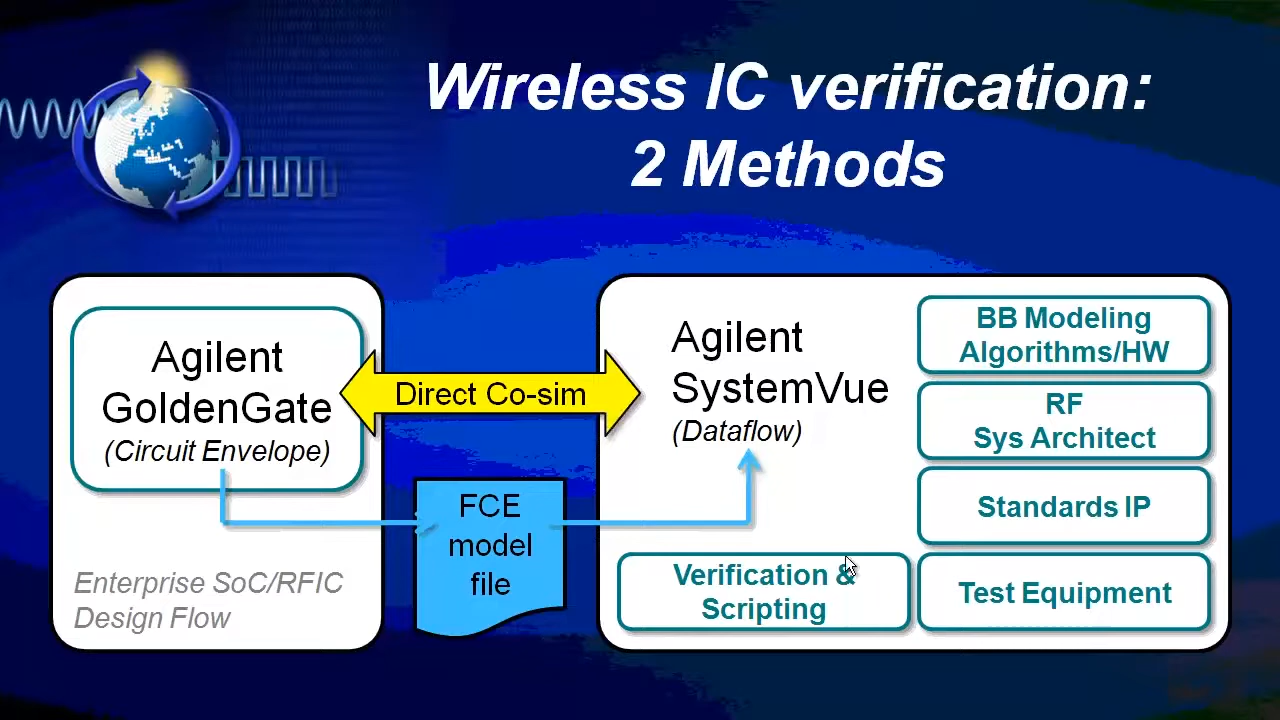 Wireless IC verification:
2 Methods
Agilent
GoldenGate
(Circuit Envelope)
Enterprise SoC/RFIC
Design Flow
Direct Co-sim
FCE
model
file
Agilent
SystemVue
(Dataflow)
BB Modeling
Algorithms/HW
RF
Sys Architect
Standards IP
Verification &
Scripting
Test Equipment